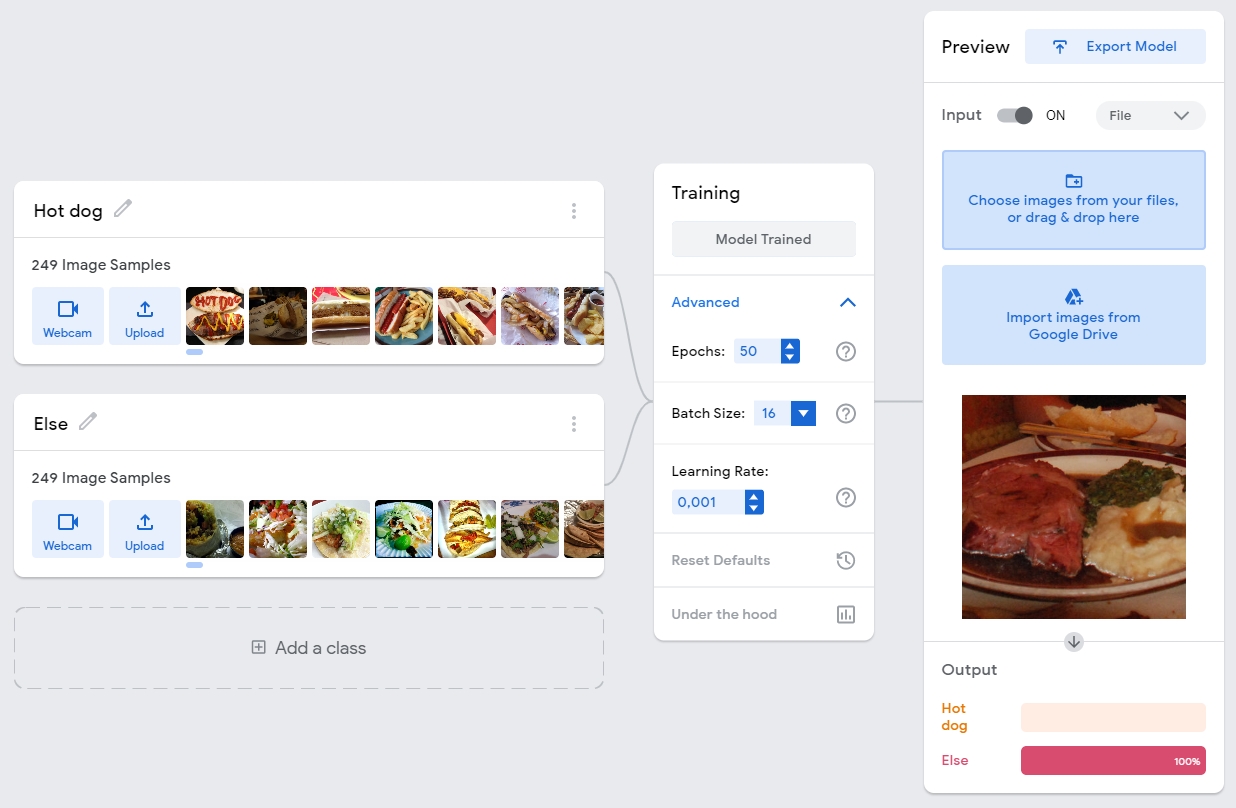 Hot dog
249 Image Samples
Webcam
Upload
HOT DOG
Else
249 Image Samples
Webcam
Upload
Add a class
Training
Model Trained
Advanced
Epochs: 50
Batch Size: 16
Learning Rate:
0,001
Reset Defaults
Under the hood
Preview
Export Model
Input
ON
File
Choose images from your files,
or drag & drop here
Import images from
Google Drive
Output
Hot
dog
Else
100%